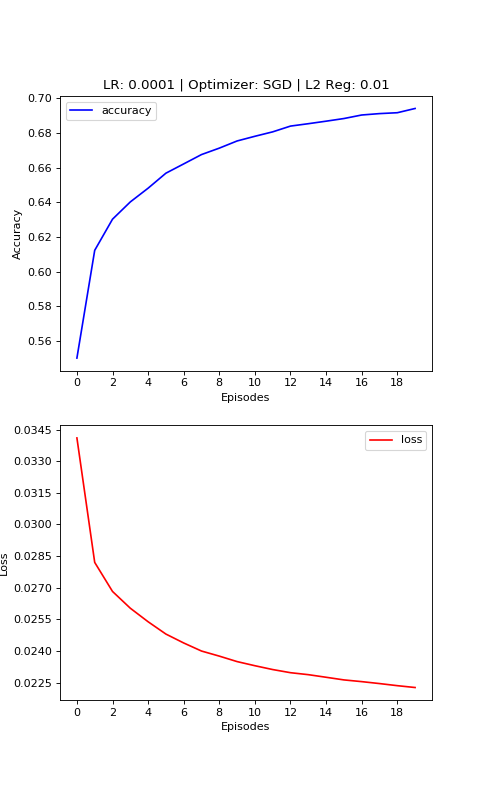 LR: 0.0001 | Optimizer: SGD | L2 Reg: 0.01
accuracy
0.70
0.68
0.66
0.64
0.62
0.60
0.58
0.56
Accuracy
0 2 4 6 8 10 12 14 16 18
Episodes
loss
0.0345
0.0330
0.0315
0.0300
0.0285
0.0270
0.0255
0.0240
0.0225
Loss
0 2 4 6 8 10 12 14 16 18
Episodes